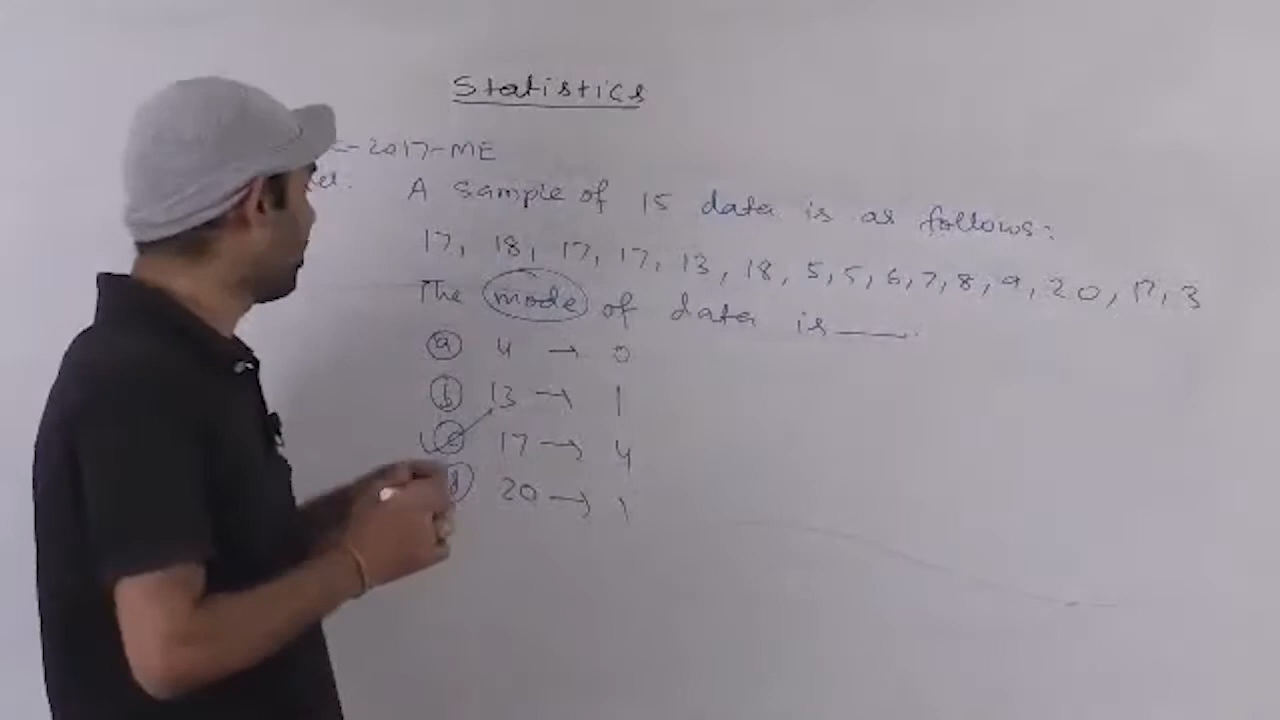 Statistics
-2017-ME
A sample of 15 data is as follows:
17, 18, 17, 17, 13, 18, 5, 5, 6, 7, 8, 9, 20, 17, 3
The mode of data is ____.
(a) 4 → 0
(b) 13 → 1
(c) 17 → 4
(d) 20 → 1